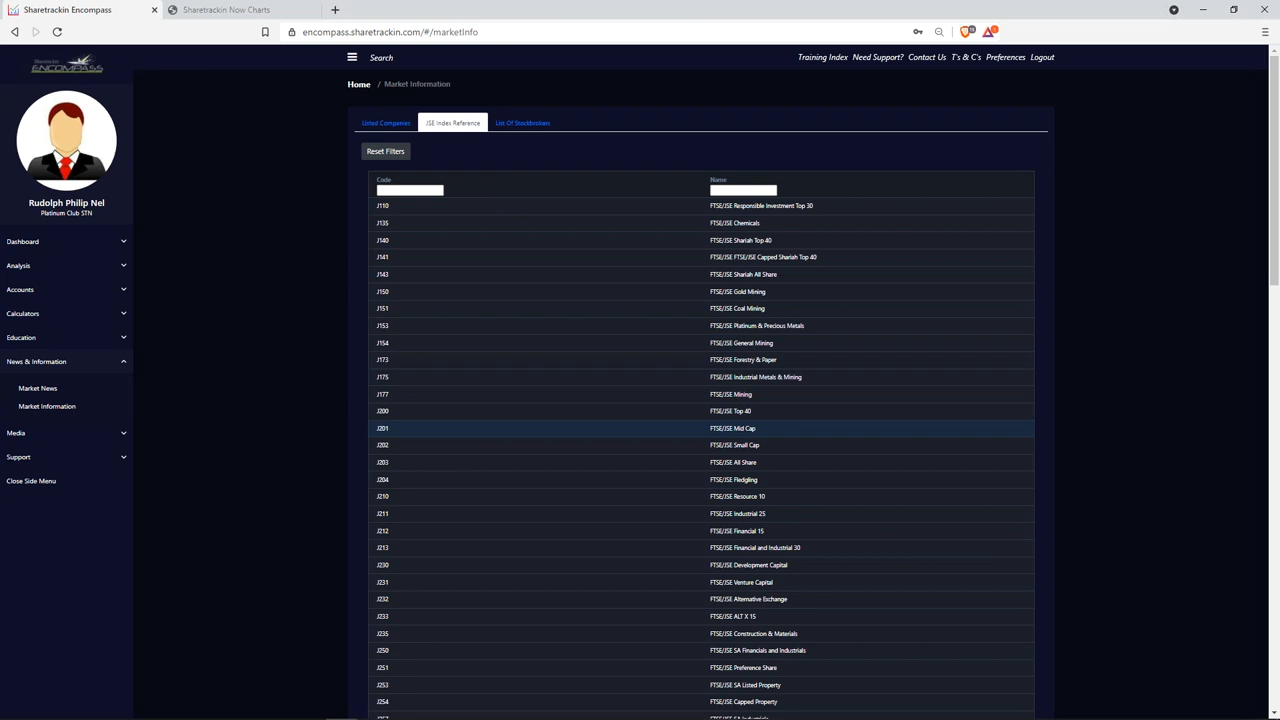 Sharetrackin Encompass
Sharetrackin Now Charts
encompass.sharetrackin.com/#/marketInfo
ENCOMPASS
Search
Training Index Need Support? Contact Us T's & C's Preferences Logout
Home / Market Information
Rudolph Philip Nel
Platinum Club STN
Dashboard
Analysis
Accounts
Calculators
Education
News & Information
Market News
Market Information
Media
Support
Close Side Menu
Listed Companies JSE Index Reference List Of Stockbrokers
Reset Filters
Code Name
J110 FTSE/JSE Responsible Investment Top 30
J135 FTSE/JSE Chemicals
J140 FTSE/JSE Shariah Top 40
J141 FTSE/JSE FTSE/JSE Capped Shariah Top 40
J143 FTSE/JSE Shariah All Share
J150 FTSE/JSE Gold Mining
J151 FTSE/JSE Coal Mining
J153 FTSE/JSE Platinum & Precious Metals
J154 FTSE/JSE General Mining
J173 FTSE/JSE Forestry & Paper
J175 FTSE/JSE Industrial Metals & Mining
J177 FTSE/JSE Mining
J200 FTSE/JSE Top 40
J201 FTSE/JSE Mid Cap
J202 FTSE/JSE Small Cap
J203 FTSE/JSE All Share
J204 FTSE/JSE Fledgling
J210 FTSE/JSE Resource 10
J211 FTSE/JSE Industrial 25
J212 FTSE/JSE Financial 15
J213 FTSE/JSE Financial and Industrial 30
J230 FTSE/JSE Development Capital
J231 FTSE/JSE Venture Capital
J232 FTSE/JSE Alternative Exchange
J233 FTSE/JSE ALT X 15
J235 FTSE/JSE Construction & Materials
J250 FTSE/JSE SA Financials and Industrials
J251 FTSE/JSE Preference Share
J253 FTSE/JSE SA Listed Property
J254 FTSE/JSE Capped Property
J257 FTSE/JSE SA Industrials